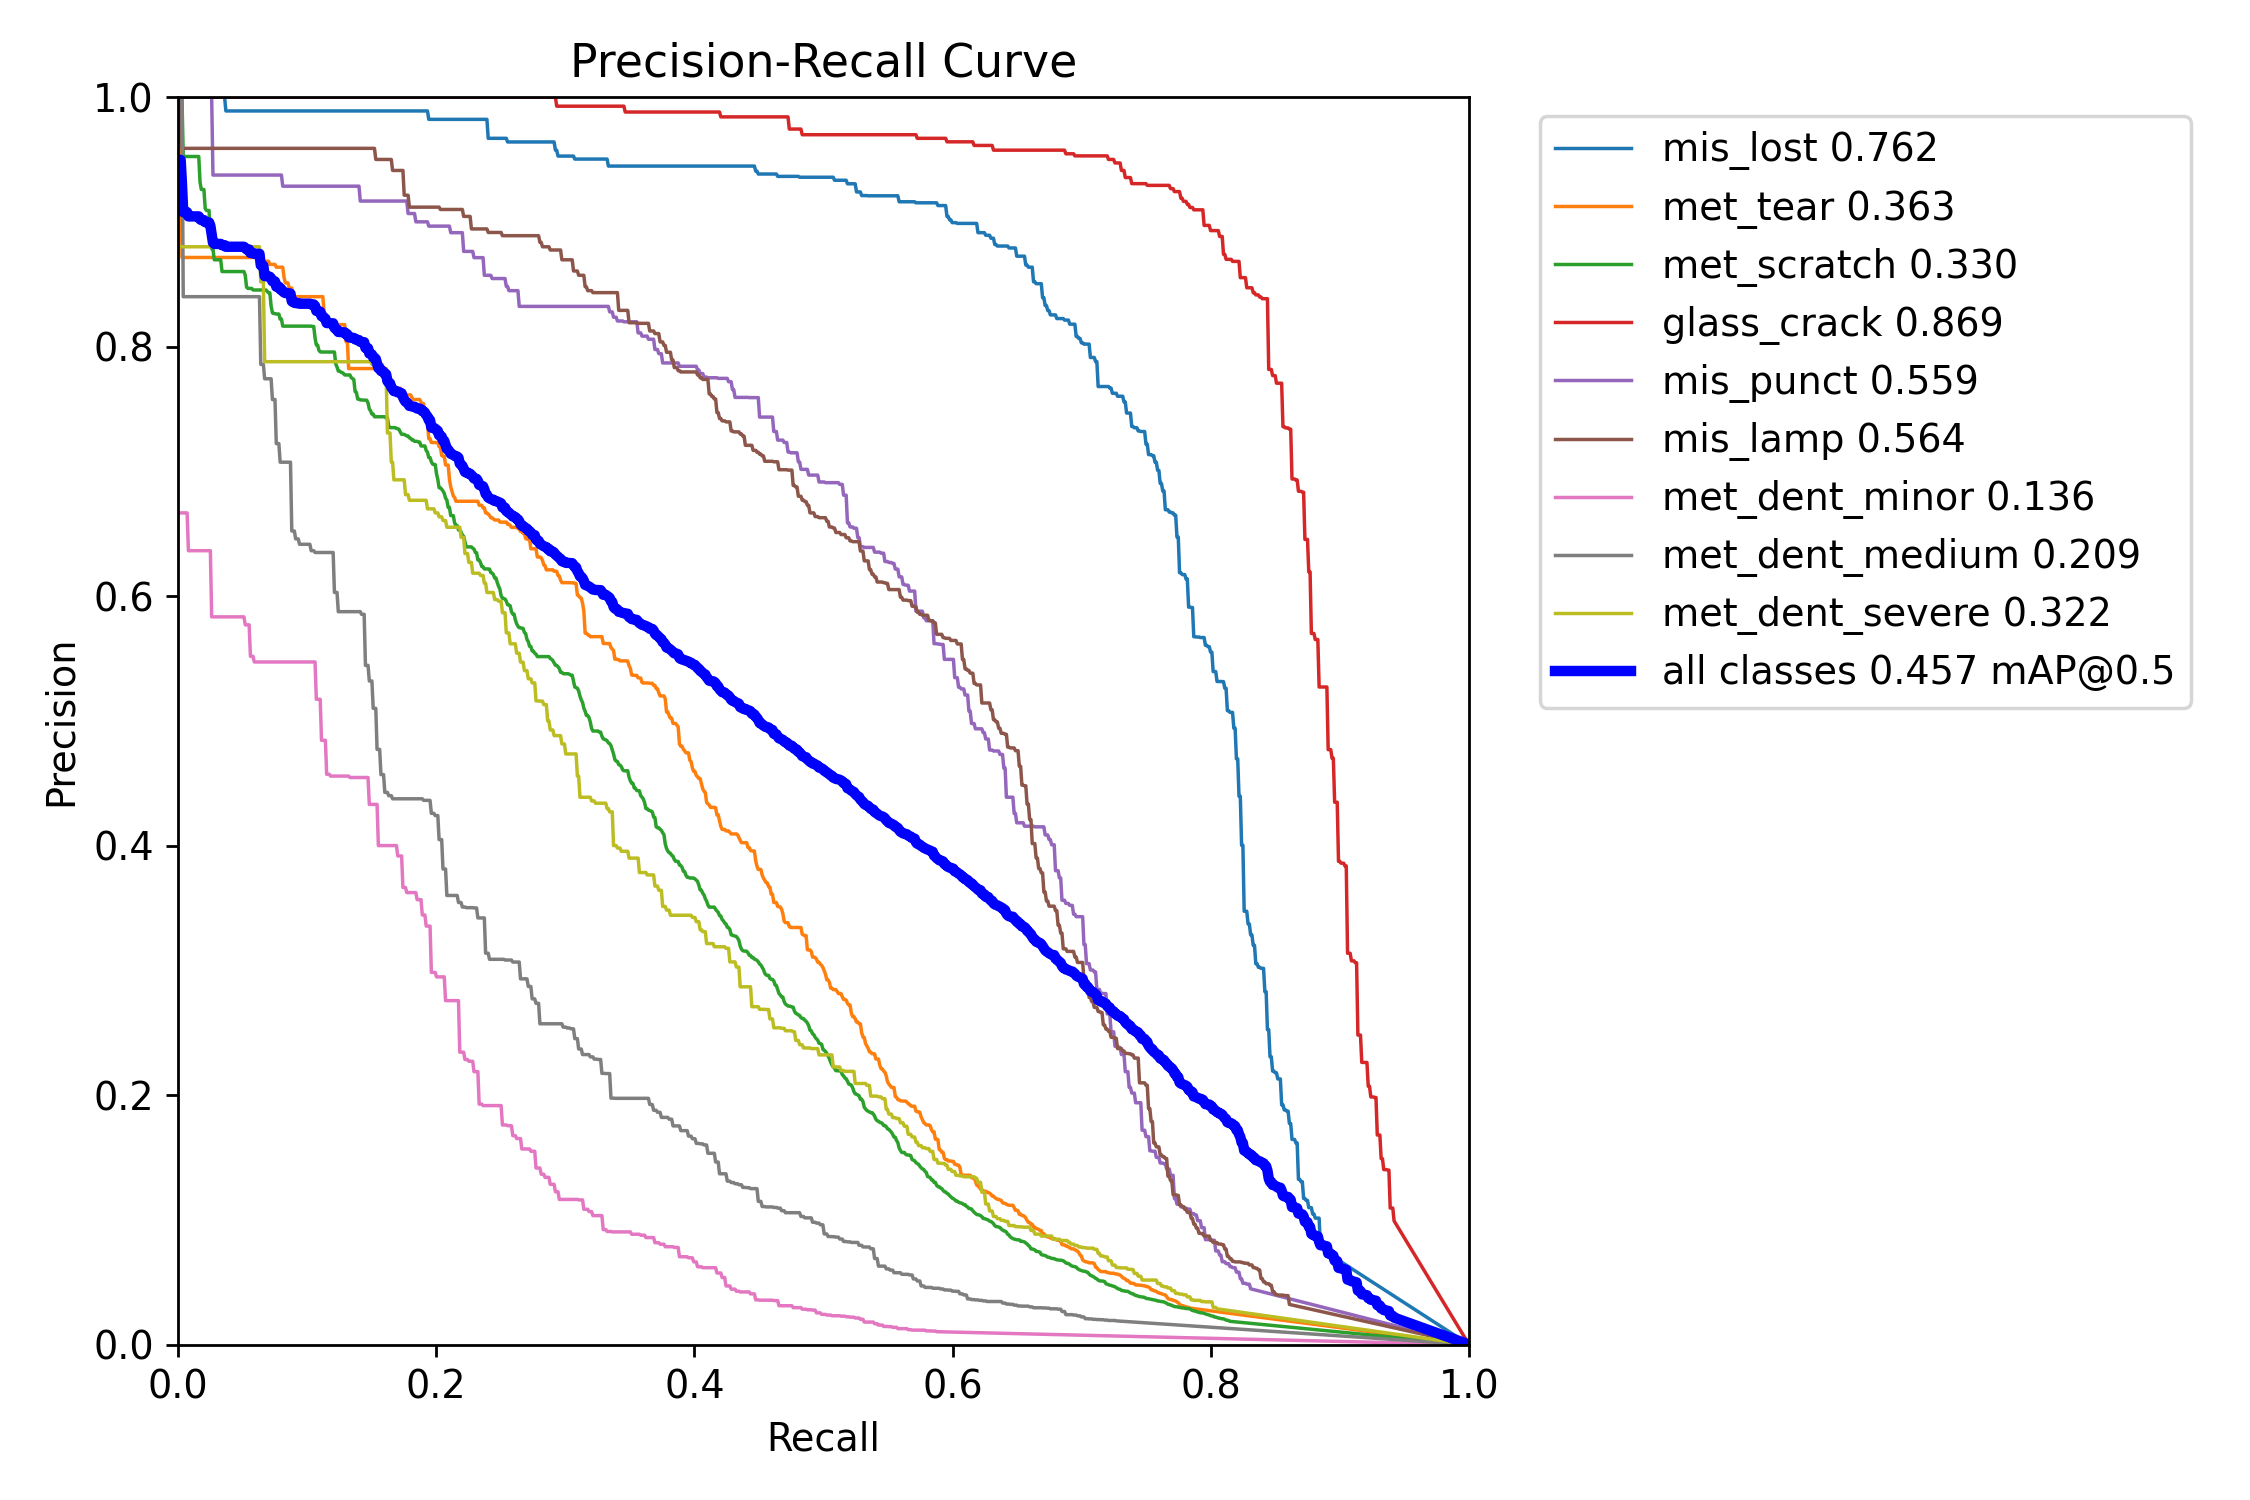 Precision-Recall Curve
1.0
0.8
0.6
0.4
0.2
0.0
Precision
0.0 0.2 0.4 0.6 0.8 1.0
Recall
mis_lost 0.762
met_tear 0.363
met_scratch 0.330
glass_crack 0.869
mis_punct 0.559
mis_lamp 0.564
met_dent_minor 0.136
met_dent_medium 0.209
met_dent_severe 0.322
all classes 0.457 mAP@0.5